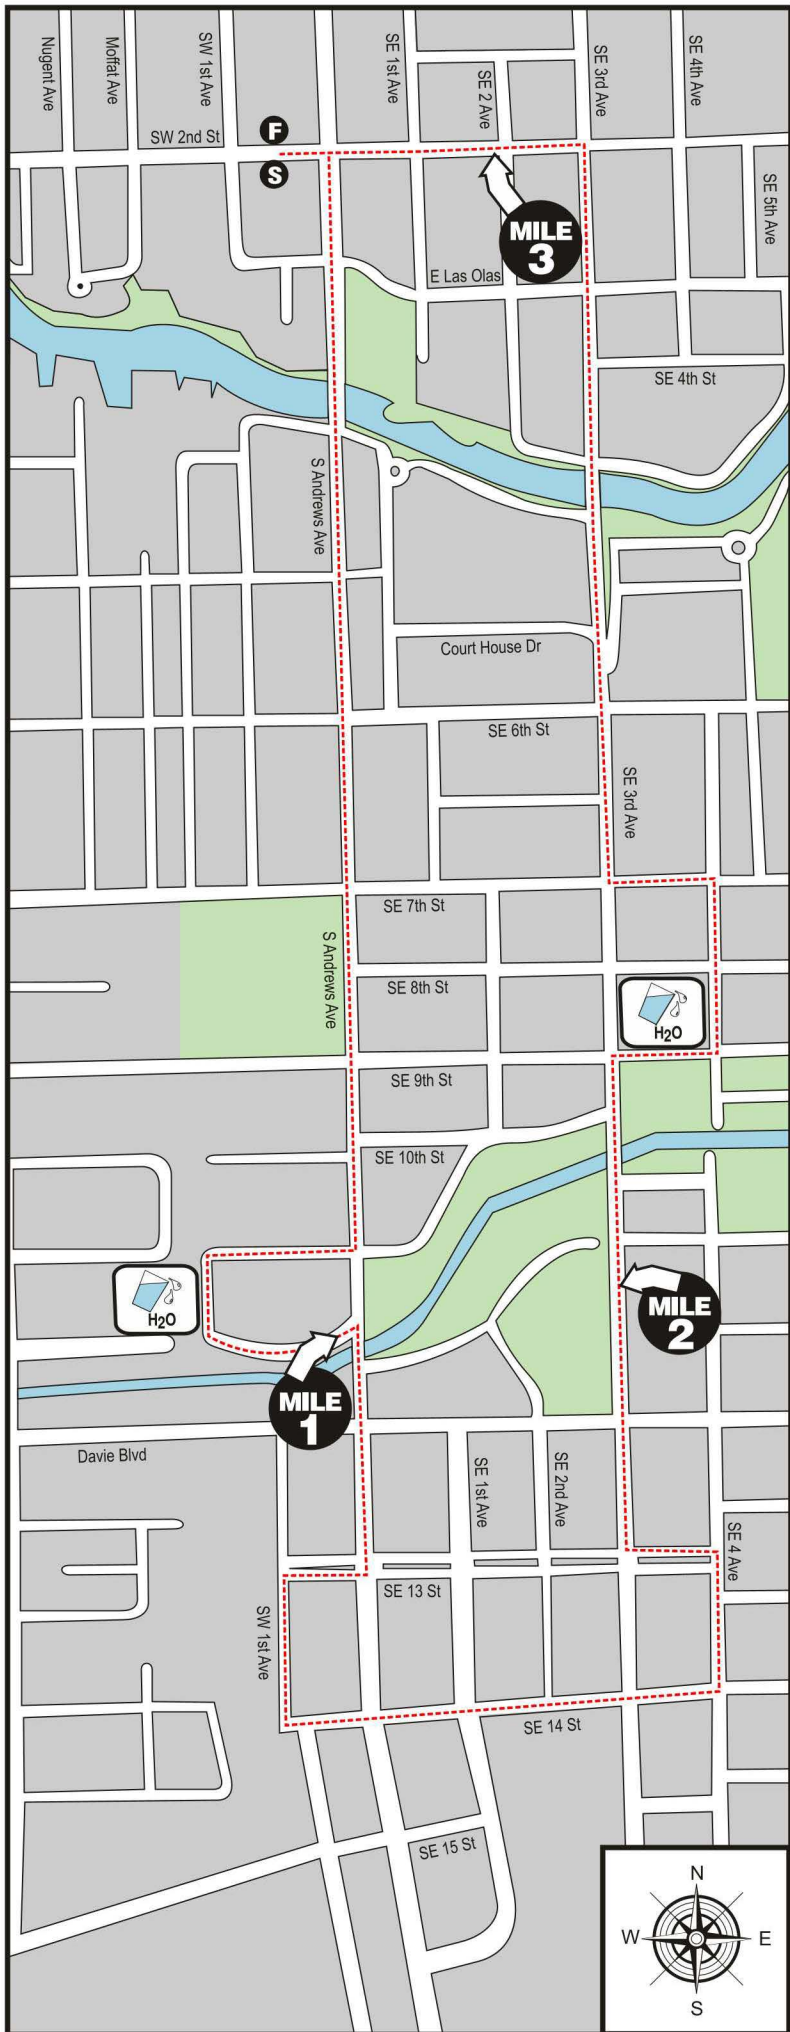 Nugent Ave
Moffat Ave
SW 1st Ave
SE 1st Ave
SE 2 Ave
SE 3rd Ave
SE 4th Ave
SW 2nd St
F
S
SE 5th Ave
MILE
3
E Las Olas
SE 4th St
S Andrews Ave
Court House Dr
SE 6th St
SE 3rd Ave
SE 7th St
S Andrews Ave
SE 8th St
H2O
SE 9th St
SE 10th St
H2O
MILE
2
MILE
1
Davie Blvd
SE 1st Ave
SE 2nd Ave
SE 4 Ave
SE 13 St
SW 1st Ave
SE 14 St
SE 15 St
N
W
E
S